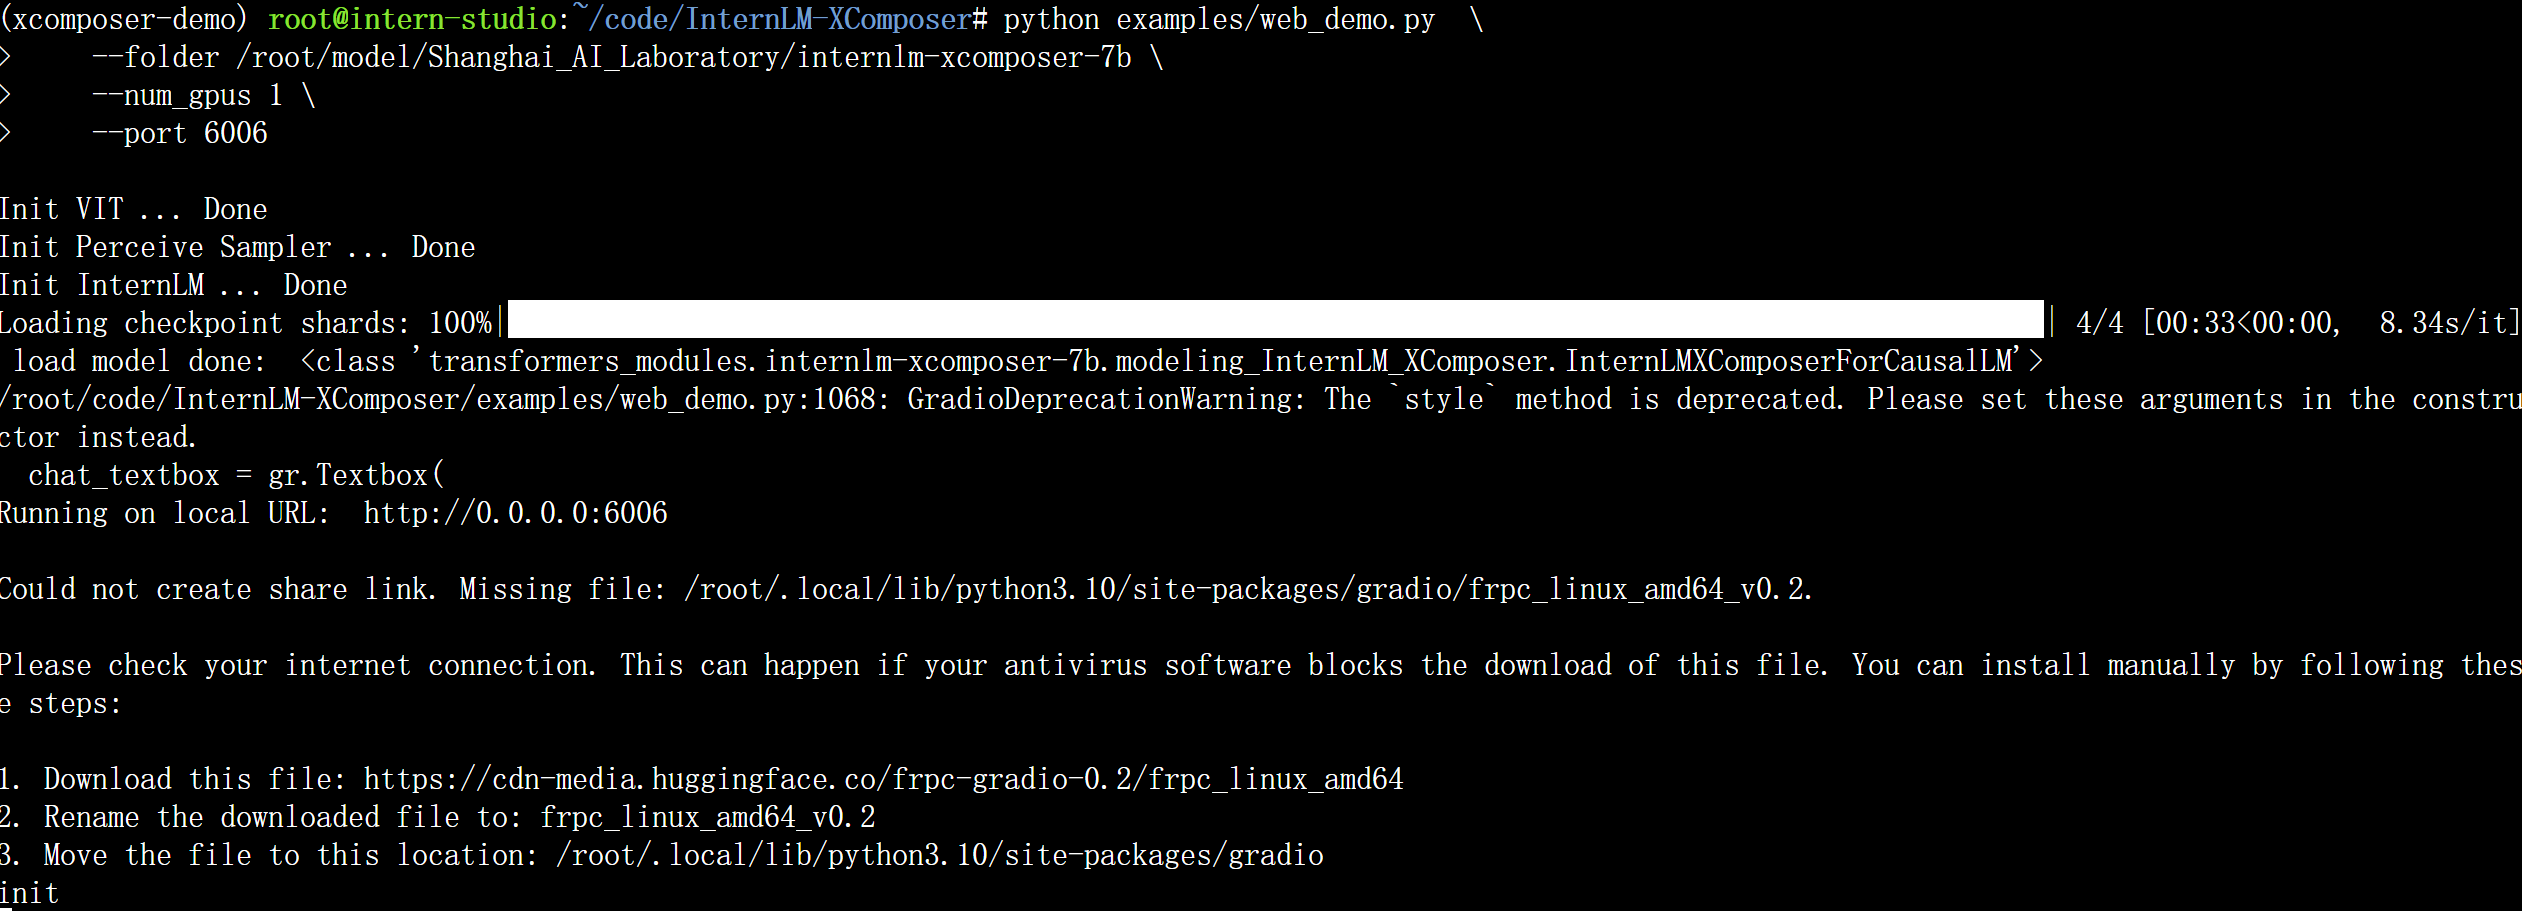 (xcomposer-demo) root@intern-studio:~/code/InternLM-XComposer# python examples/web_demo.py  \
>     --folder /root/model/Shanghai_AI_Laboratory/internlm-xcomposer-7b \
>     --num_gpus 1 \
>     --port 6006
Init VIT ... Done
Init Perceive Sampler ... Done
Init InternLM ... Done
Loading checkpoint shards: 100%| | 4/4 [00:33<00:00,  8.34s/it]
 load model done:  <class 'transformers_modules.internlm-xcomposer-7b.modeling_InternLM_XComposer.InternLMXComposerForCausalLM'>
/root/code/InternLM-XComposer/examples/web_demo.py:1068: GradioDeprecationWarning: The `style` method is deprecated. Please set these arguments in the constru
ctor instead.
  chat_textbox = gr.Textbox(
Running on local URL:  http://0.0.0.0:6006
Could not create share link. Missing file: /root/.local/lib/python3.10/site-packages/gradio/frpc_linux_amd64_v0.2.
Please check your internet connection. This can happen if your antivirus software blocks the download of this file. You can install manually by following thes
e steps:
1. Download this file: https://cdn-media.huggingface.co/frpc-gradio-0.2/frpc_linux_amd64
2. Rename the downloaded file to: frpc_linux_amd64_v0.2
3. Move the file to this location: /root/.local/lib/python3.10/site-packages/gradio
init